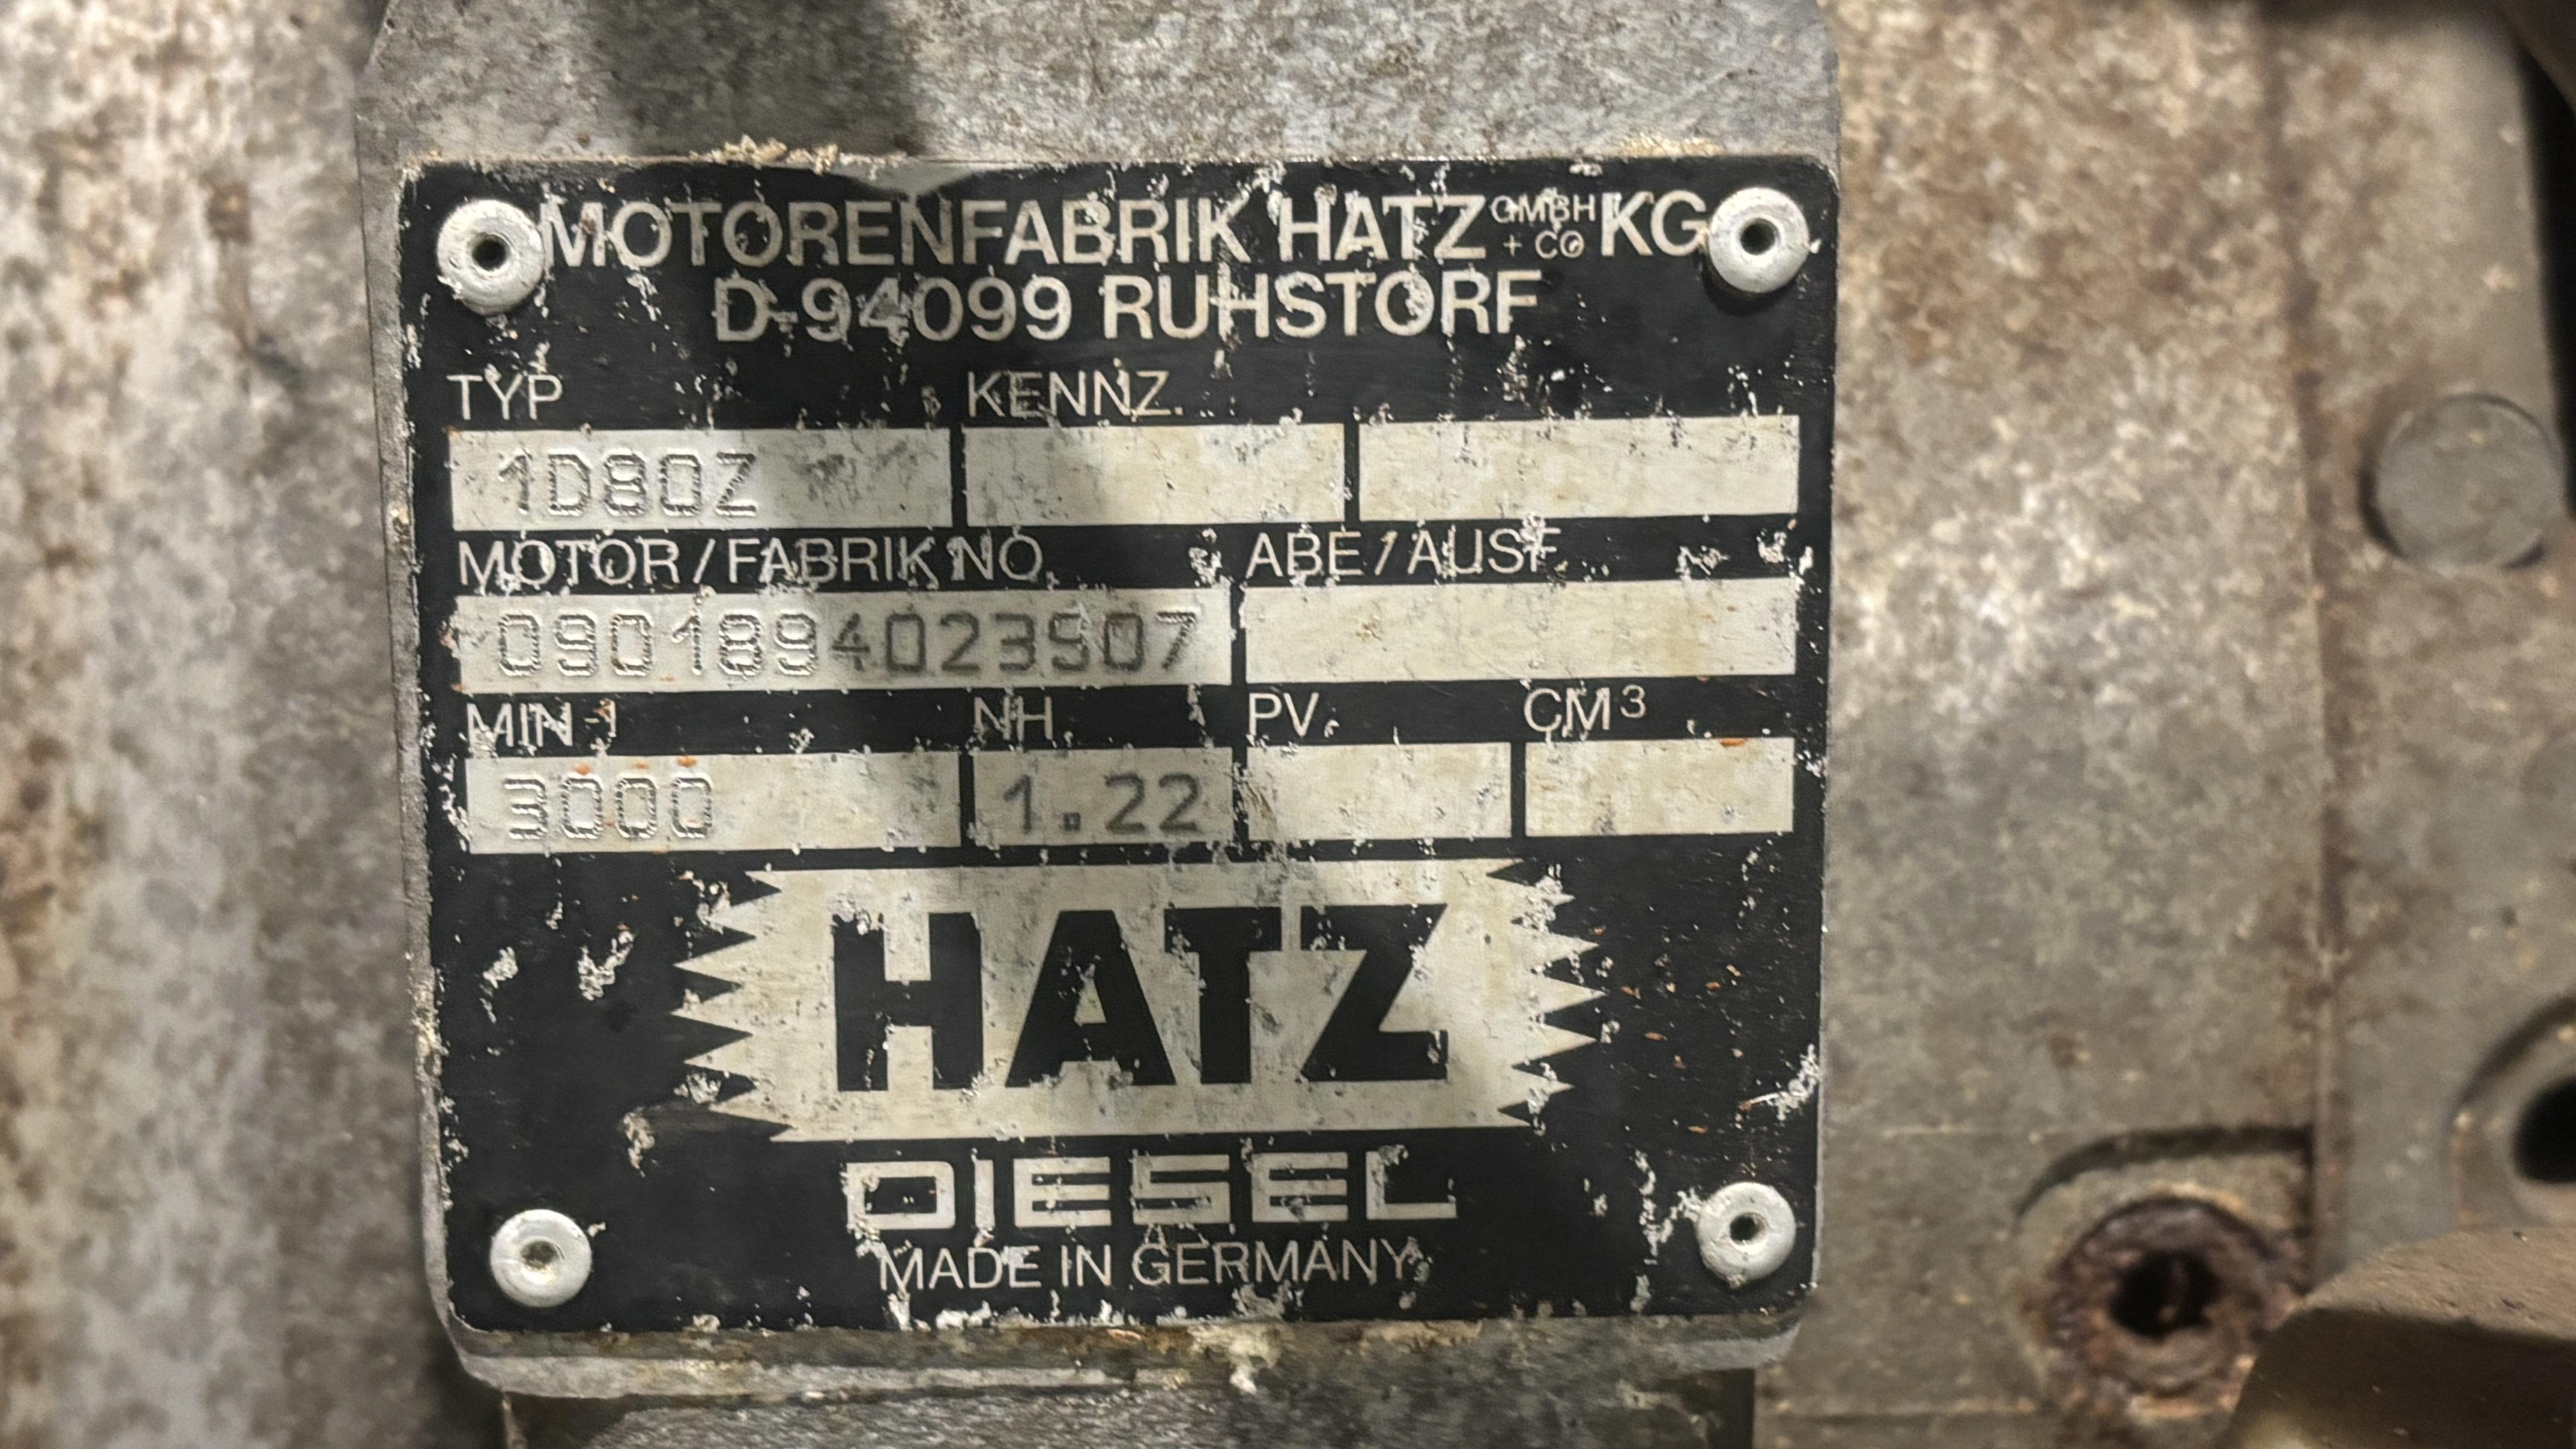 MOTORENFABRIK HATZ GMBH + CO KG
D-94099 RUHSTORF
TYP KENNZ.
1D80Z
MOTOR/FABRIK NO. ABE/AUSF.
0901894023907
MIN-1 NH PV. CM³
3000 1.22
HATZ
DIESEL
MADE IN GERMANY